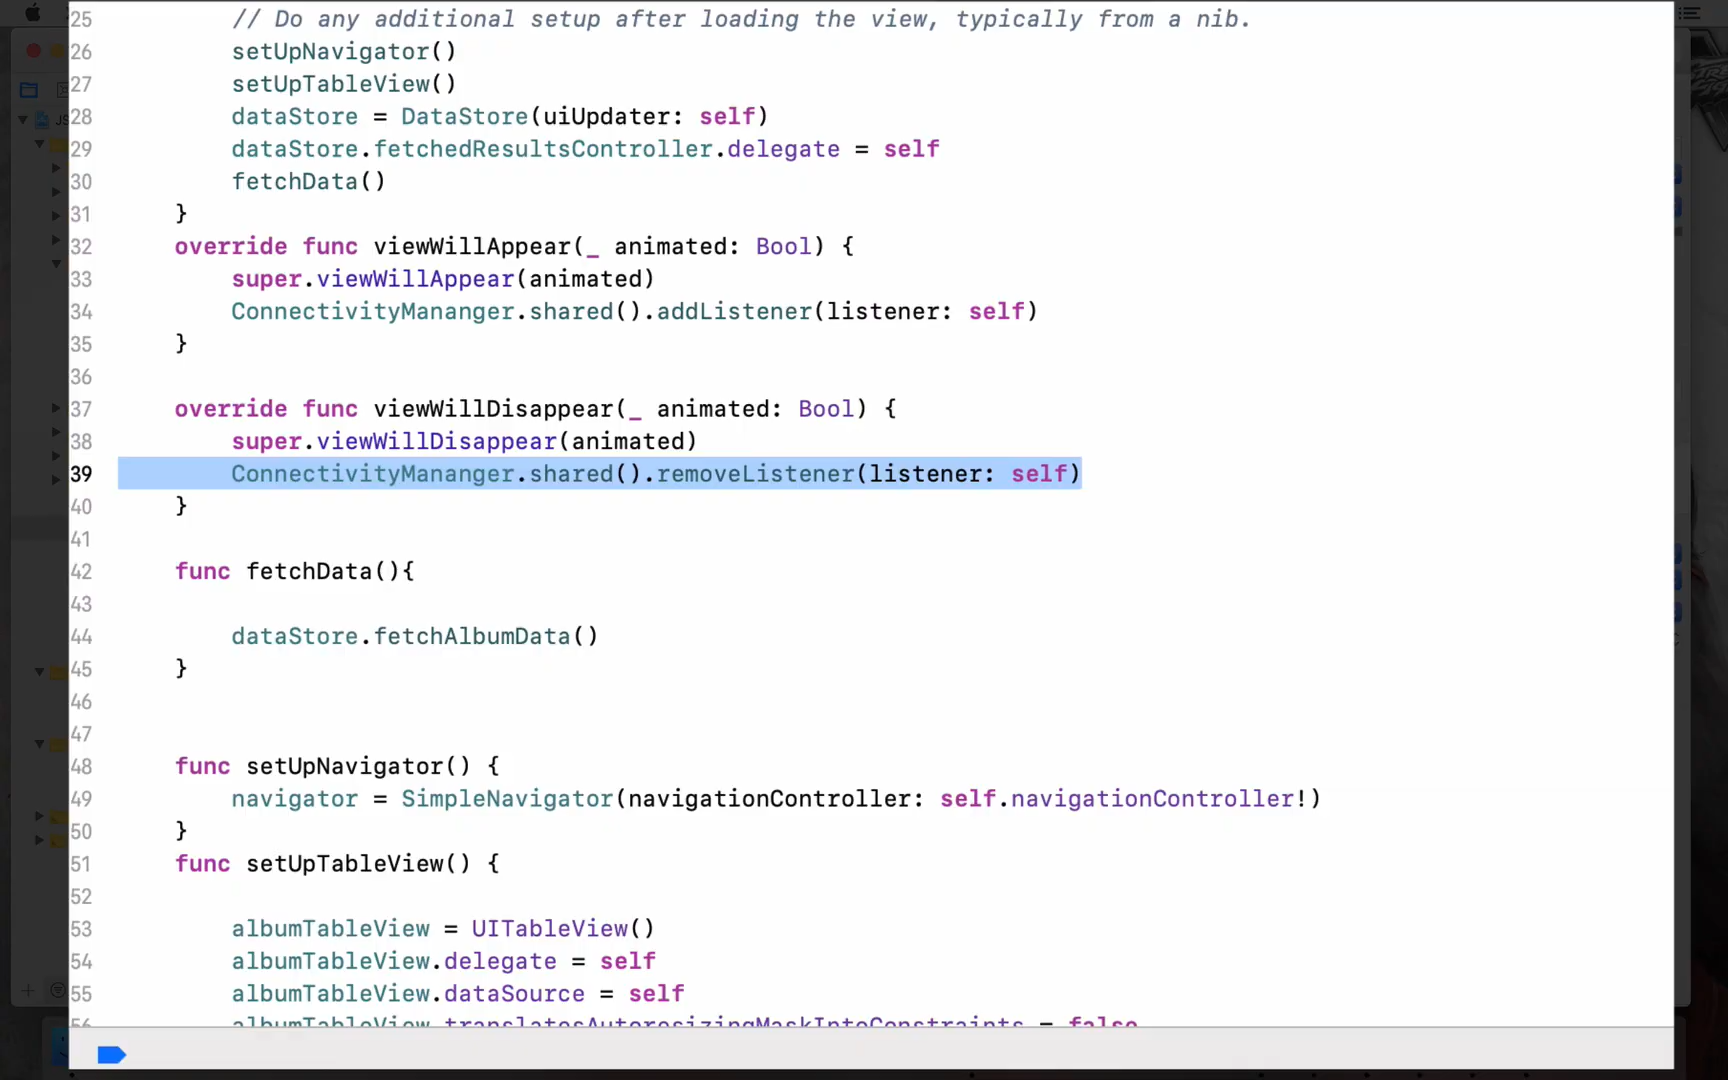 25 // Do any additional setup after loading the view, typically from a nib.
26 setUpNavigator()
27 setUpTableView()
28 dataStore = DataStore(uiUpdater: self)
29 dataStore.fetchedResultsController.delegate = self
30 fetchData()
31 }
32 override func viewWillAppear(_ animated: Bool) {
33 super.viewWillAppear(animated)
34 ConnectivityMananger.shared().addListener(listener: self)
35 }
36
37 override func viewWillDisappear(_ animated: Bool) {
38 super.viewWillDisappear(animated)
39 ConnectivityMananger.shared().removeListener(listener: self)
40 }
41
42 func fetchData(){
43
44 dataStore.fetchAlbumData()
45 }
46
47
48 func setUpNavigator() {
49 navigator = SimpleNavigator(navigationController: self.navigationController!)
50 }
51 func setUpTableView() {
52
53 albumTableView = UITableView()
54 albumTableView.delegate = self
55 albumTableView.dataSource = self
56 albumTableView.translatesAutoresizingMaskIntoConstraints = false